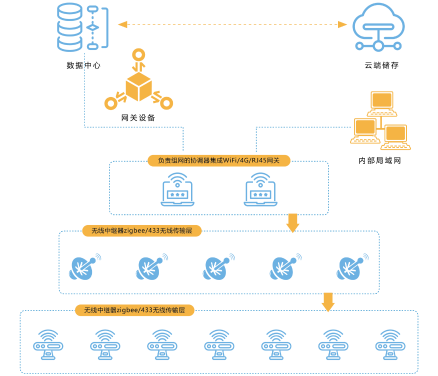 数据中心
云端储存
网关设备
内部局域网
负责组网的协调器集成WiFi/4G/RJ45网关
无线中继器zigbee/433无线传输层
无线中继器zigbee/433无线传输层